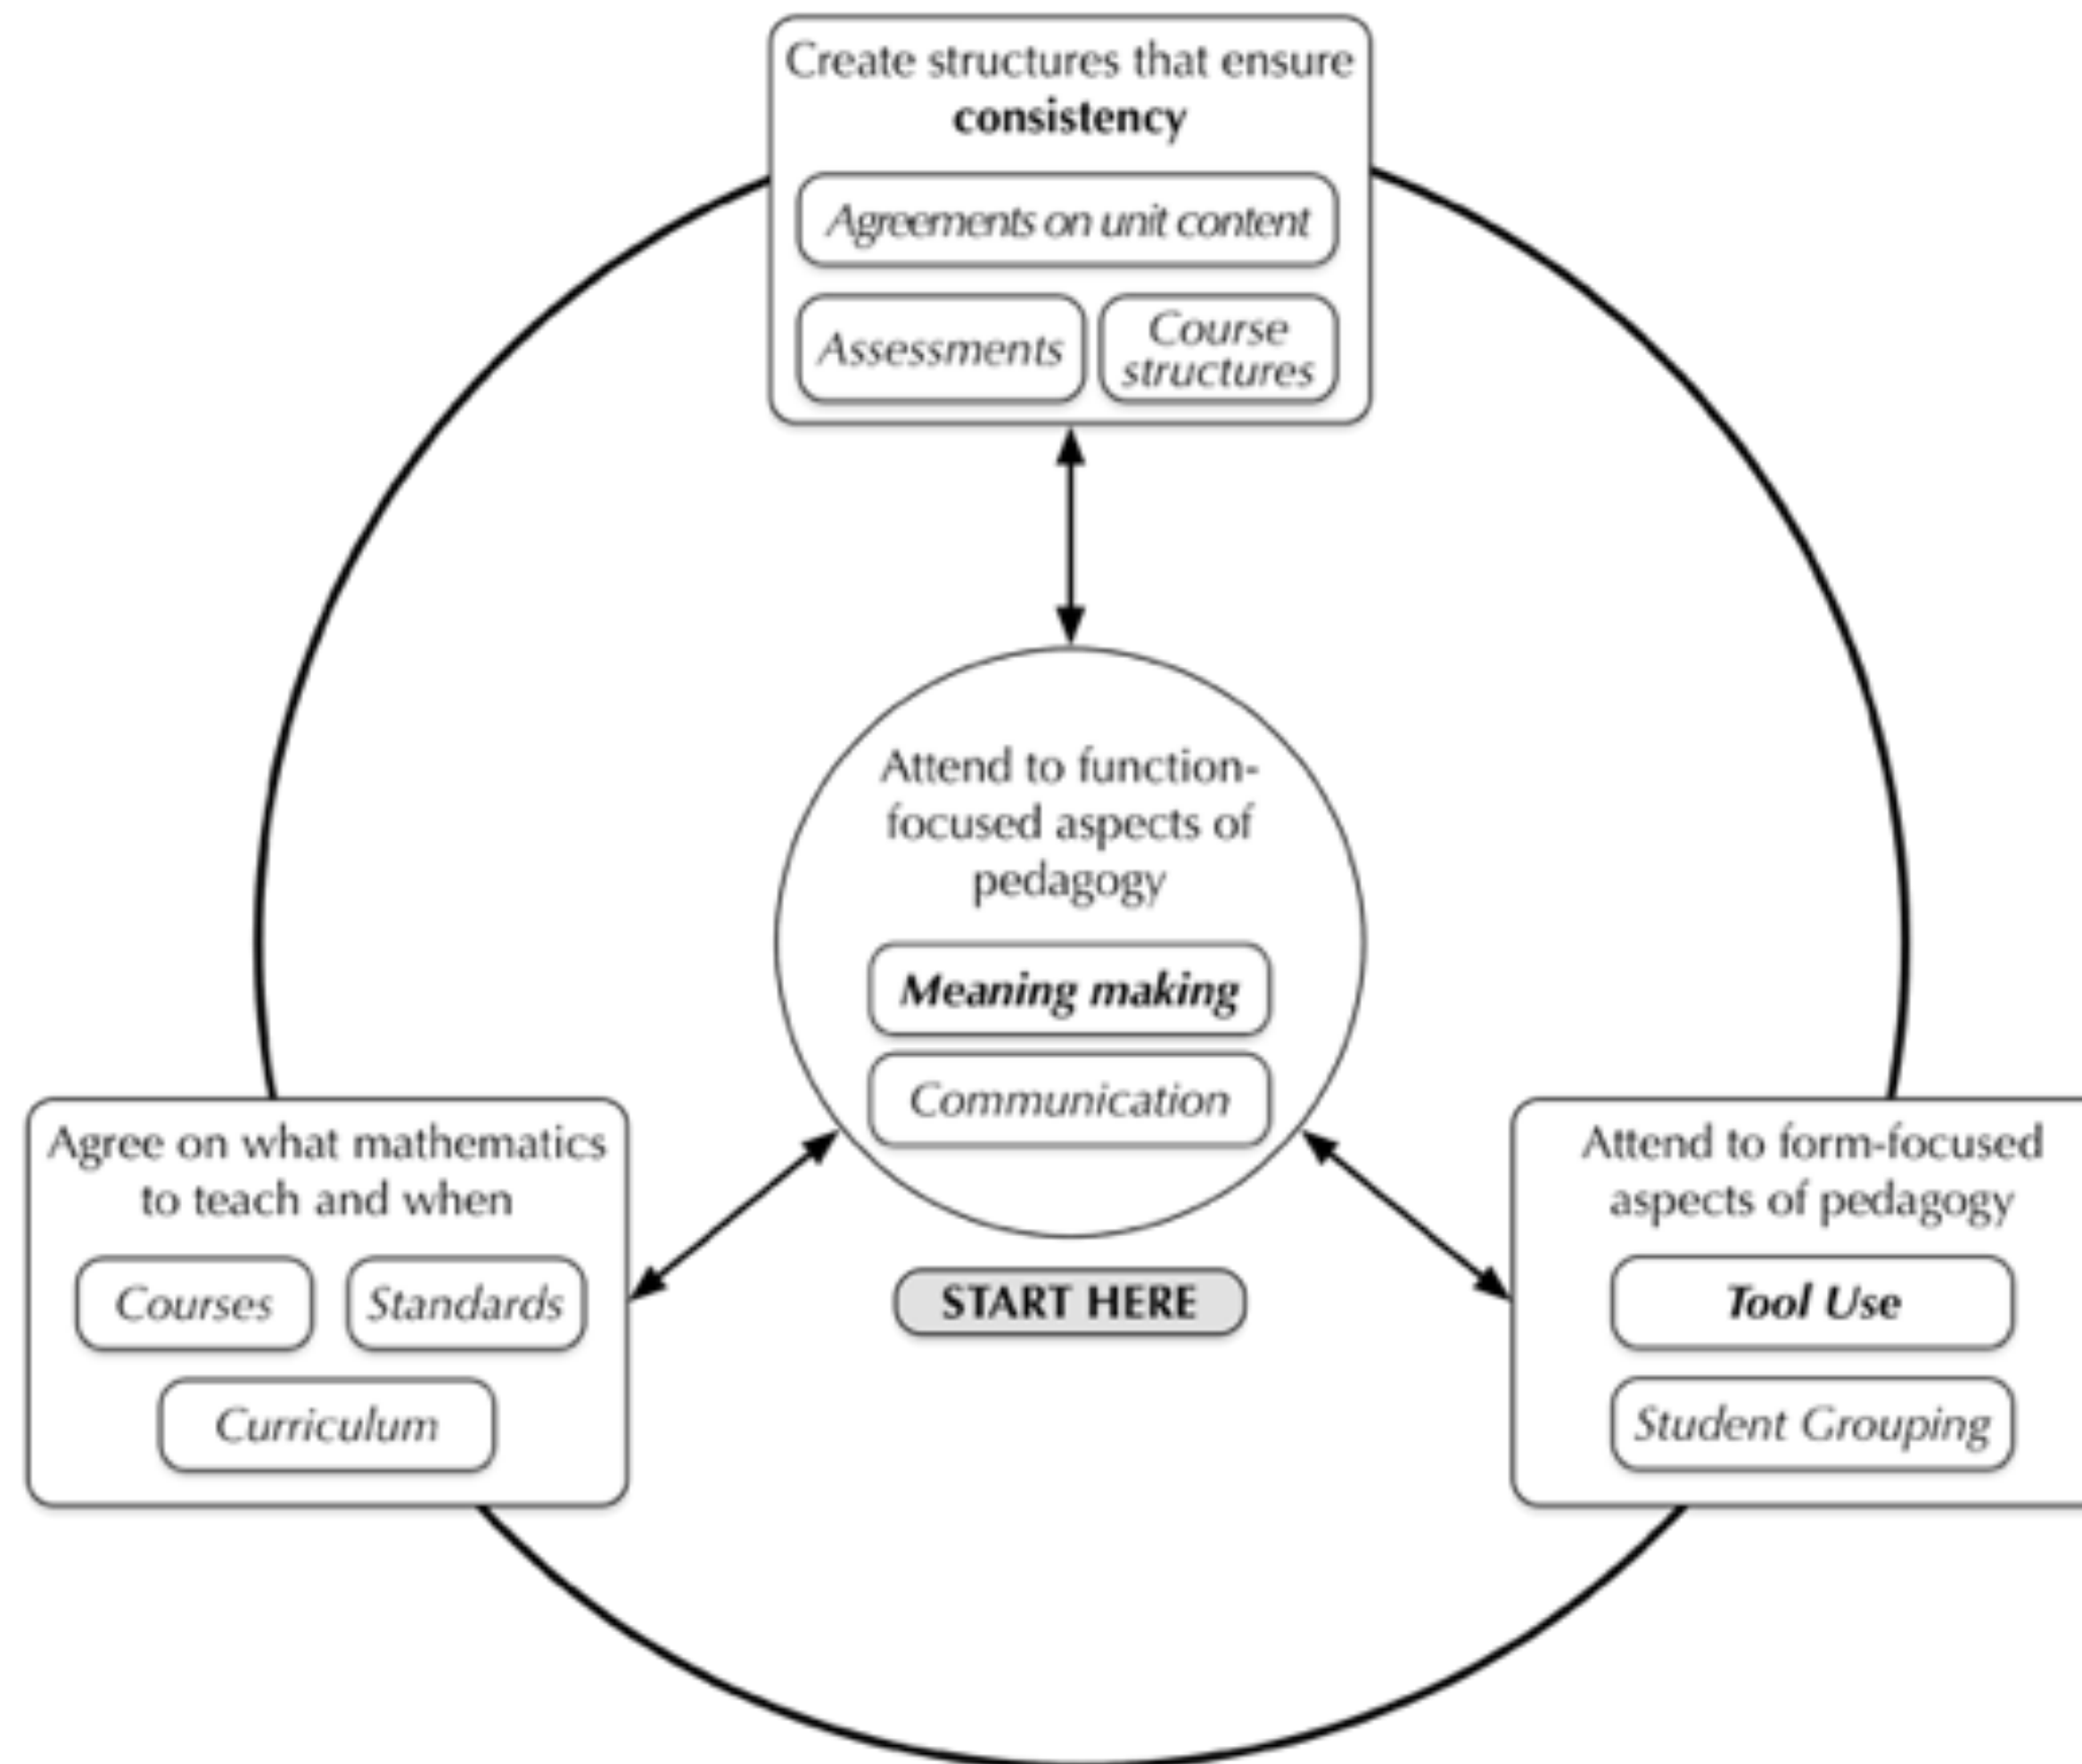 Create structures that ensure
consistency
Agreements on unit content
Assessments
Course
structures
Attend to function-
focused aspects of
pedagogy
Meaning making
Communication
START HERE
Agree on what mathematics
to teach and when
Courses
Standards
Curriculum
Attend to form-focused
aspects of pedagogy
Tool Use
Student Grouping